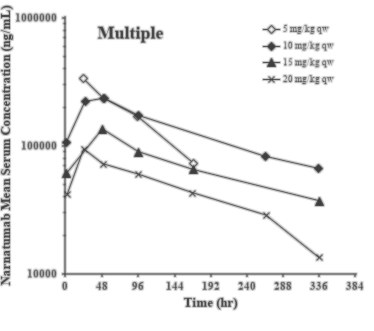 Narnatumab Mean Serum Concentration (ng/mL)
1000000
100000
10000
Multiple
5 mg/kg qw
10 mg/kg qw
15 mg/kg qw
20 mg/kg qw
0 48 96 144 192 240 288 336 384
Time (hr)